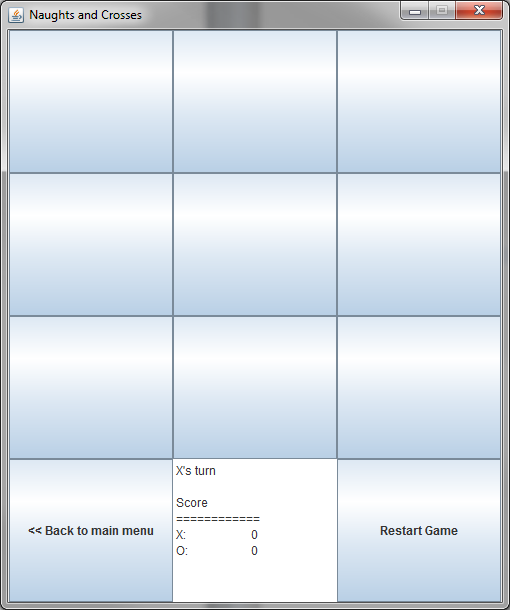 Naughts and Crosses
X's turn
Score
============
X: 0
O: 0
<< Back to main menu
Restart Game